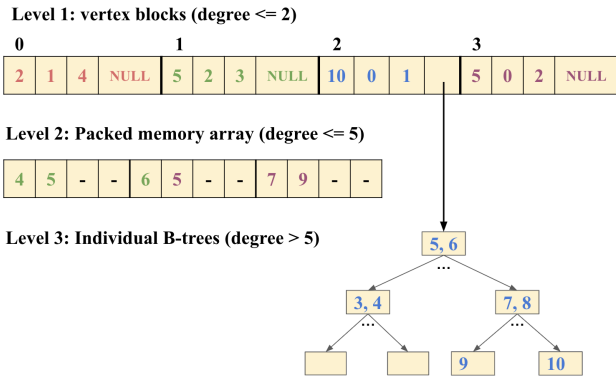 Level 1: vertex blocks (degree <= 2)
0 1 2 3
2 1 4 NULL 5 2 3 NULL 10 0 1 5 0 2 NULL
Level 2: Packed memory array (degree <= 5)
4 5 - - 6 5 - - 7 9 - -
Level 3: Individual B-trees (degree > 5)
5, 6
...
3, 4 7, 8
... ...
9 10